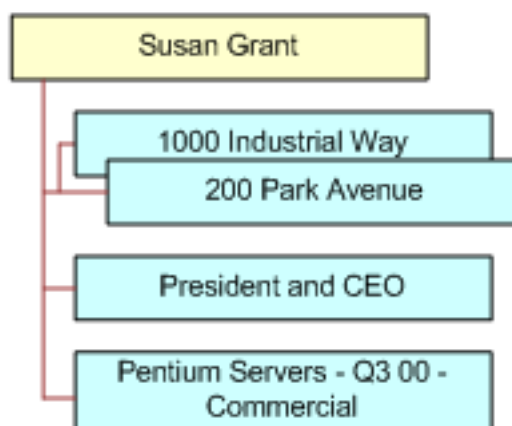 Susan Grant
1000 Industrial Way
200 Park Avenue
President and CEO
Pentium Servers - Q3 00 -
Commercial